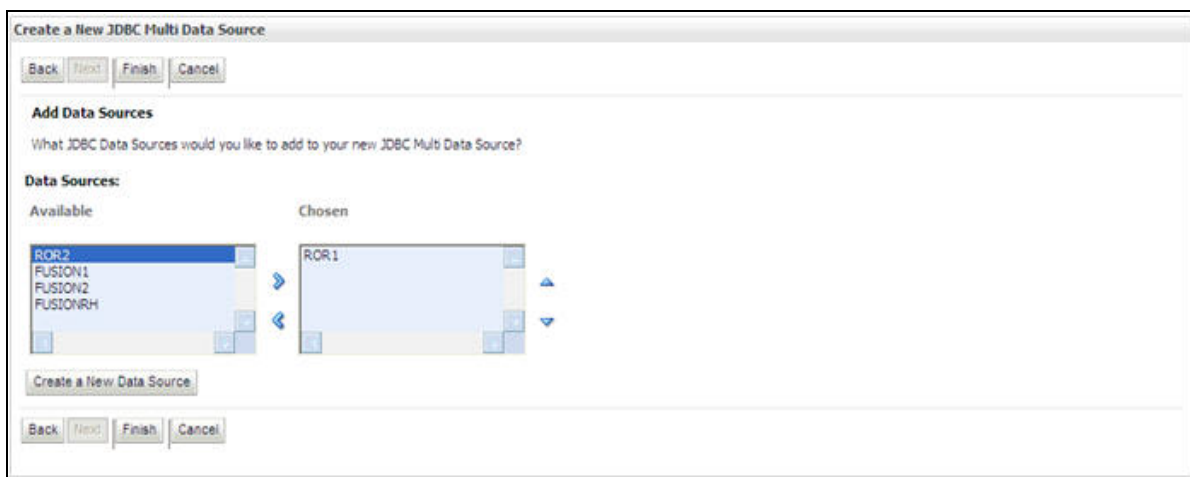 Create a New JDBC Multi Data Source
Back Next Finish Cancel
Add Data Sources
What JDBC Data Sources would you like to add to your new JDBC Multi Data Source?
Data Sources:
Available Chosen
ROR2 ROR1
FUSION1
FUSION2
FUSIONRH
Create a New Data Source
Back Next Finish Cancel